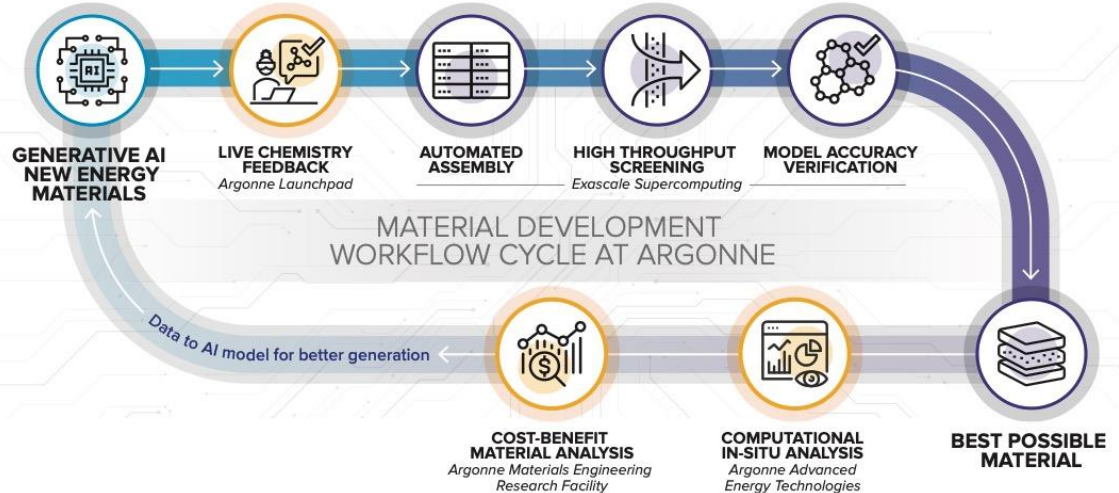 AI
GENERATIVE AI
NEW ENERGY
MATERIALS
LIVE CHEMISTRY
FEEDBACK
Argonne Launchpad
AUTOMATED
ASSEMBLY
HIGH THROUGHPUT
SCREENING
Exascale Supercomputing
MODEL ACCURACY
VERIFICATION
MATERIAL DEVELOPMENT
WORKFLOW CYCLE AT ARGONNE
Data to AI model for better generation
$
COST-BENEFIT
MATERIAL ANALYSIS
Argonne Materials Engineering
Research Facility
COMPUTATIONAL
IN-SITU ANALYSIS
Argonne Advanced
Energy Technologies
BEST POSSIBLE
MATERIAL